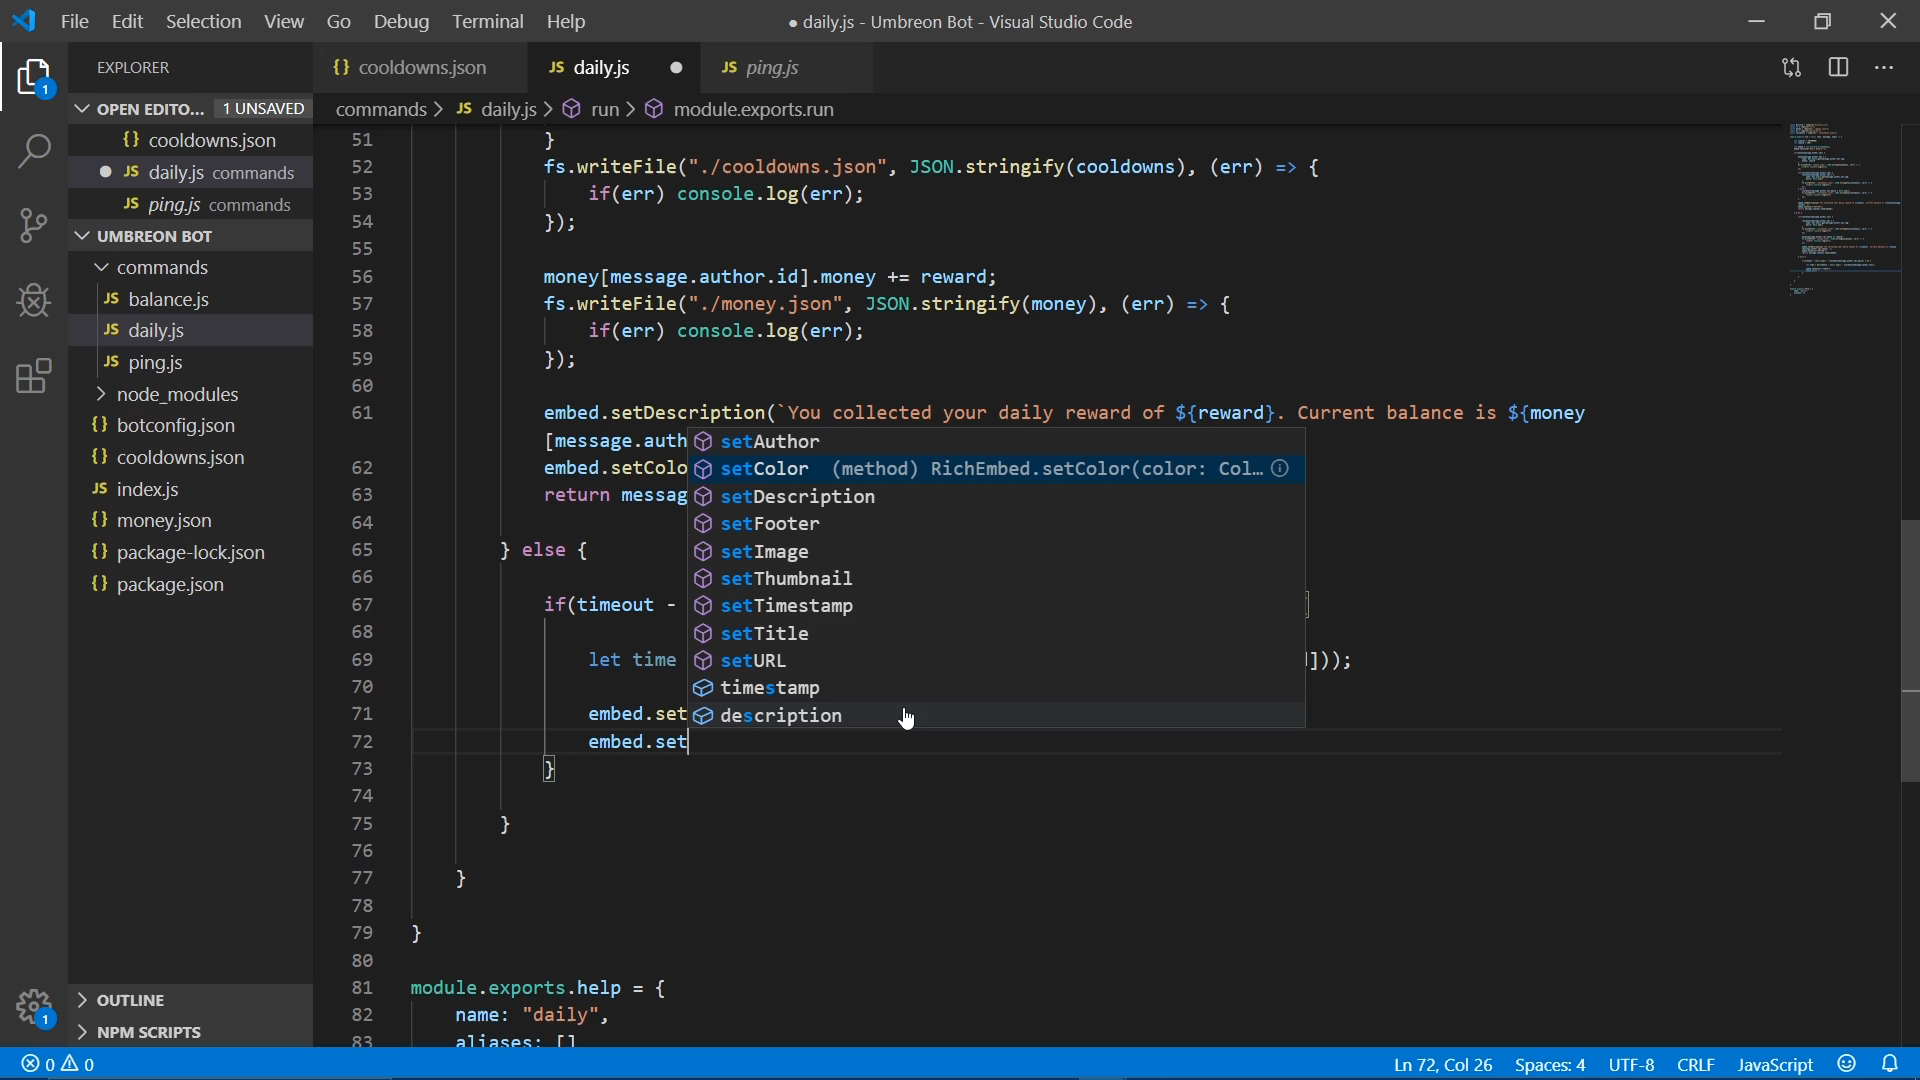 File Edit Selection View Go Debug Terminal Help
● daily.js - Umbreon Bot - Visual Studio Code
EXPLORER
{} cooldowns.json
JS daily.js ●
JS ping.js
OPEN EDITO... 1 UNSAVED
commands > JS daily.js > run > module.exports.run
{} cooldowns.json
● JS daily.js commands
JS ping.js commands
UMBREON BOT
commands
JS balance.js
JS daily.js
JS ping.js
node_modules
{} botconfig.json
{} cooldowns.json
JS index.js
{} money.json
{} package-lock.json
{} package.json
OUTLINE
NPM SCRIPTS
1
1
51 }
52 fs.writeFile("./cooldowns.json", JSON.stringify(cooldowns), (err) => {
53 if(err) console.log(err);
54 });
55
56 money[message.author.id].money += reward;
57 fs.writeFile("./money.json", JSON.stringify(money), (err) => {
58 if(err) console.log(err);
59 });
60
61 embed.setDescription(`You collected your daily reward of ${reward}. Current balance is ${money
[message.auth
62 embed.setColo
63 return messag
64
65 } else {
66
67 if(timeout -
68
69 let time ]));
70
71 embed.set
72 embed.set
73 }
74
75 }
76
77 }
78
79 }
80
81 module.exports.help = {
82 name: "daily",
83 aliases: []
setAuthor
setColor (method) RichEmbed.setColor(color: Col...
setDescription
setFooter
setImage
setThumbnail
setTimestamp
setTitle
setURL
timestamp
description
0 0
Ln 72, Col 26 Spaces: 4 UTF-8 CRLF JavaScript